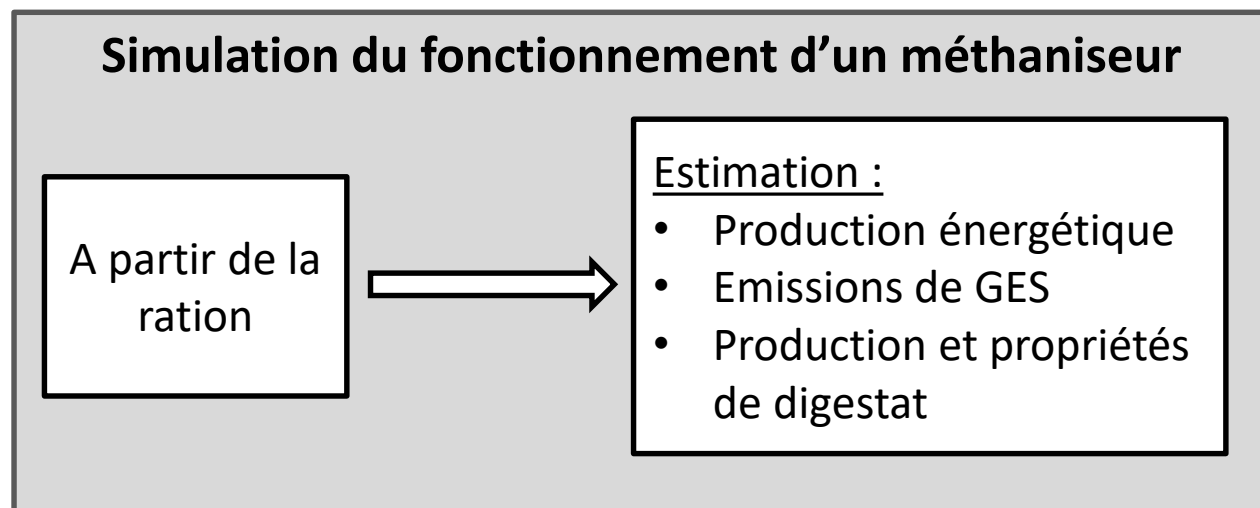 Simulation du fonctionnement d’un méthaniseur
A partir de la
ration
Estimation :
• Production énergétique
• Emissions de GES
• Production et propriétés
de digestat